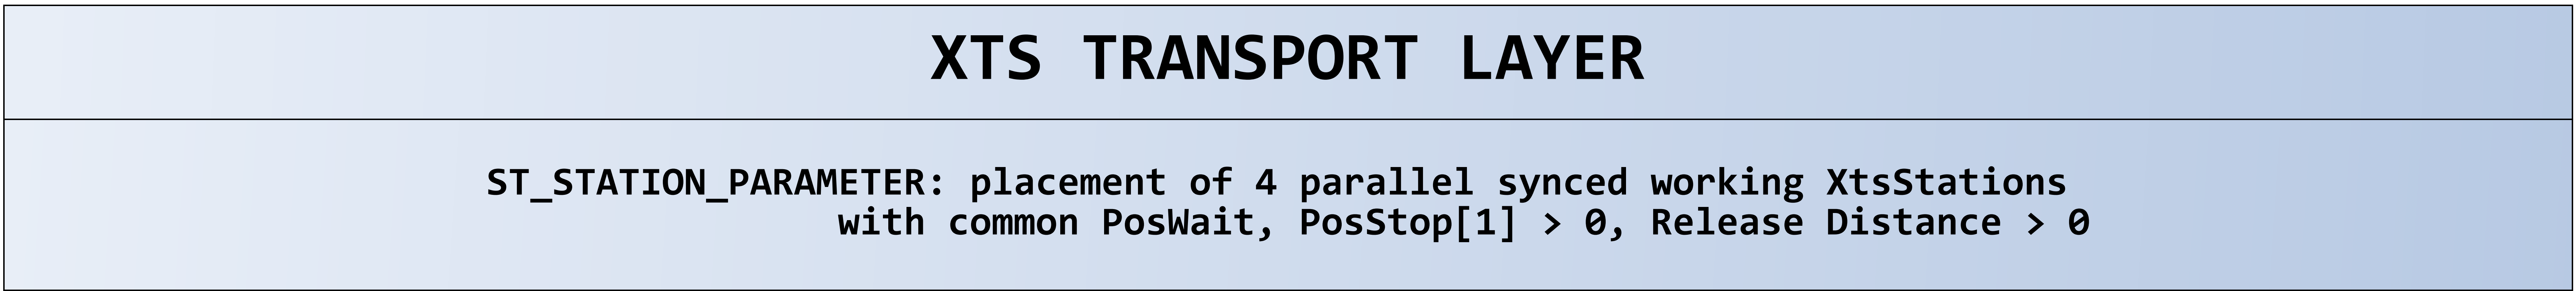 XTS TRANSPORT LAYER
ST_STATION_PARAMETER: placement of 4 parallel synced working XtsStations
with common PosWait, PosStop[1] > 0, Release Distance > 0